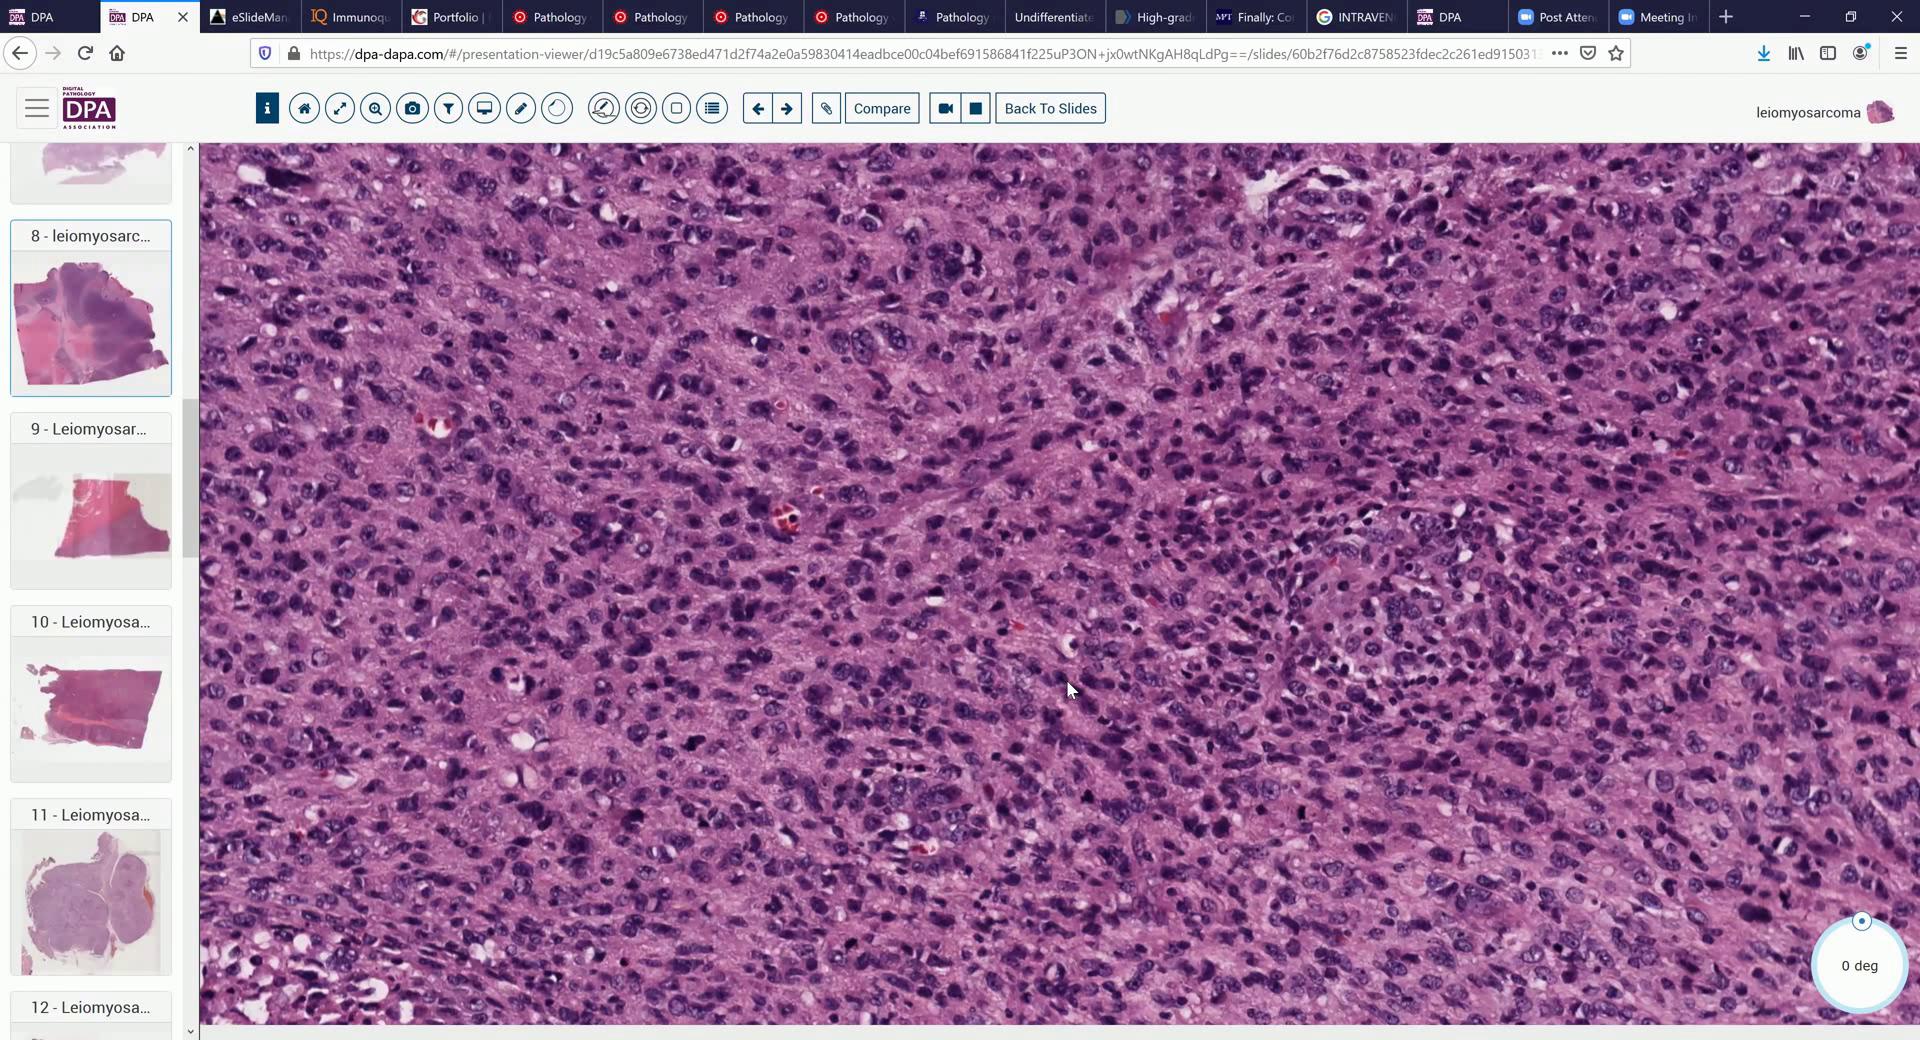 DPA
DPA
eSlideMan
Immunoqu
Portfolio |
Pathology
Pathology
Pathology
Pathology
Pathology
Undifferentiate
High-grad
Finally: Co
INTRAVEN
DPA
Post Atten
Meeting In
https://dpa-dapa.com/#/presentation-viewer/d19c5a809e6738ed471d2f74a2e0a59830414eadbce00c04bef691586841f225uP3ON+jx0wtNKgAH8qLdPg==/slides/60b2f76d2c8758523fdec2c261ed915031
DIGITAL
PATHOLOGY
DPA
ASSOCIATION
Compare
Back To Slides
leiomyosarcoma
8 - leiomyosarc...
9 - Leiomyosar...
10 - Leiomyosa...
11 - Leiomyosa...
12 - Leiomyosa...
0 deg